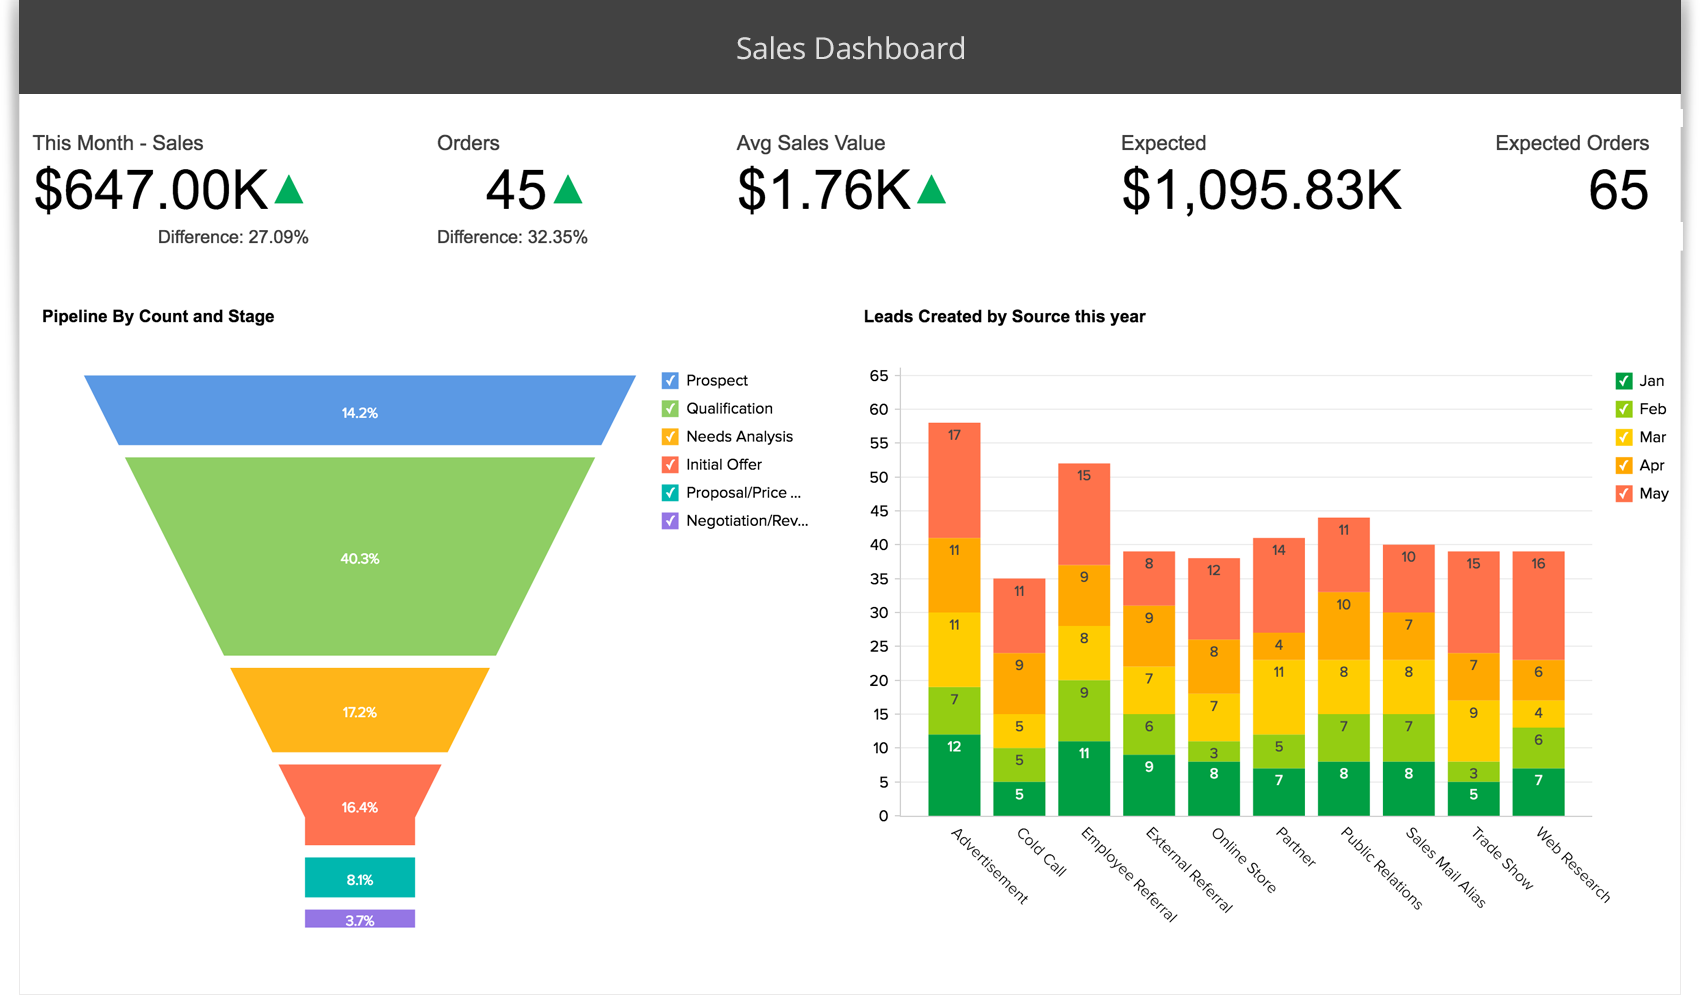 Sales Dashboard
This Month - Sales
$647.00K
Difference: 27.09%
Orders
45
Difference: 32.35%
Avg Sales Value
$1.76K
Expected
$1,095.83K
Expected Orders
65
Pipeline By Count and Stage
14.2%
40.3%
17.2%
16.4%
8.1%
3.7%
Prospect
Qualification
Needs Analysis
Initial Offer
Proposal/Price ...
Negotiation/Rev...
Leads Created by Source this year
65
60
55
50
45
40
35
30
25
20
15
10
5
0
17
11
11
7
12
11
9
5
5
5
15
9
8
9
11
8
9
7
6
9
12
8
7
3
8
14
4
11
5
7
11
10
8
7
8
10
7
8
7
8
15
7
9
3
5
16
6
4
6
7
Advertisement
Cold Call
Employee Referral
External Referral
Online Store
Partner
Public Relations
Sales Mail Alias
Trade Show
Web Research
Jan
Feb
Mar
Apr
May